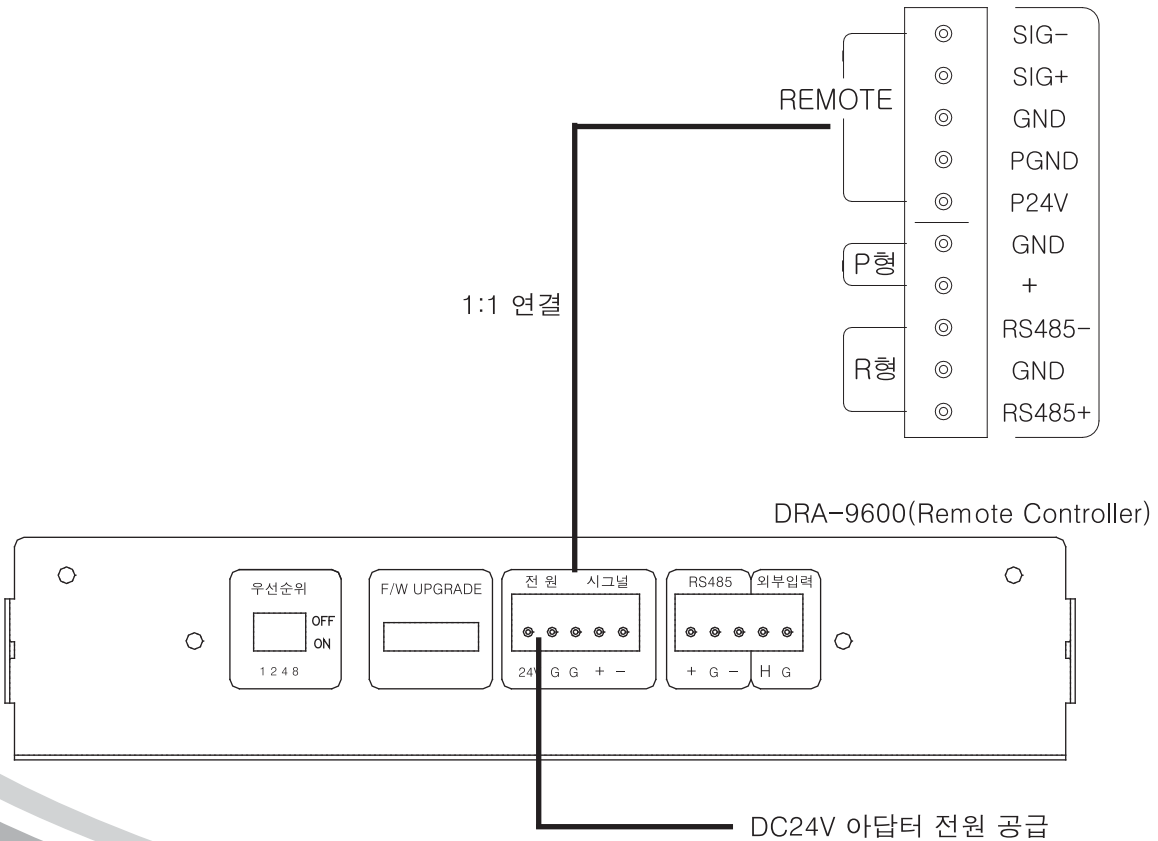 SIG-
SIG+
REMOTE
GND
PGND
P24V
GND
P형
+
1:1 연결
RS485-
R형
GND
RS485+
DRA-9600(Remote Controller)
우선순위
OFF
ON
1 2 4 8
F/W UPGRADE
전 원 시그널
24V G G + -
RS485 외부입력
+ G - H G
DC24V 아답터 전원 공급